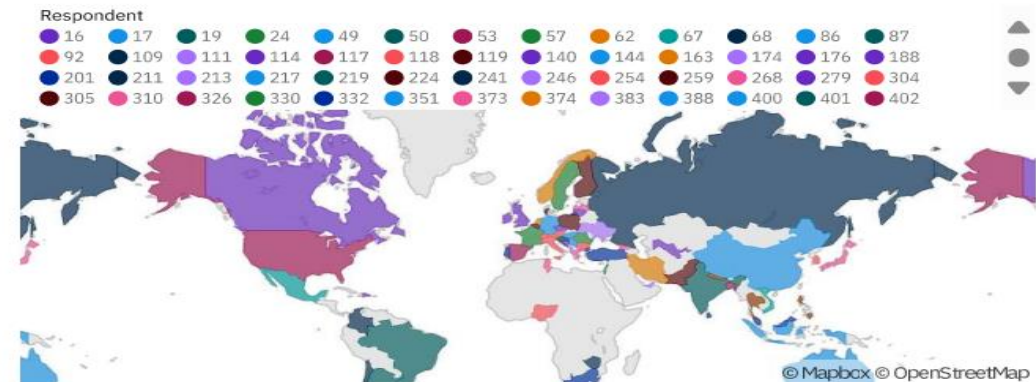 Respondent
16 17 19 24 49 50 53 57 62 67 68 86 87
92 109 111 114 117 118 119 140 144 163 174 176 188
201 211 213 217 219 224 241 246 254 259 268 279 304
305 310 326 330 332 351 373 374 383 388 400 401 402
© Mapbox © OpenStreetMap